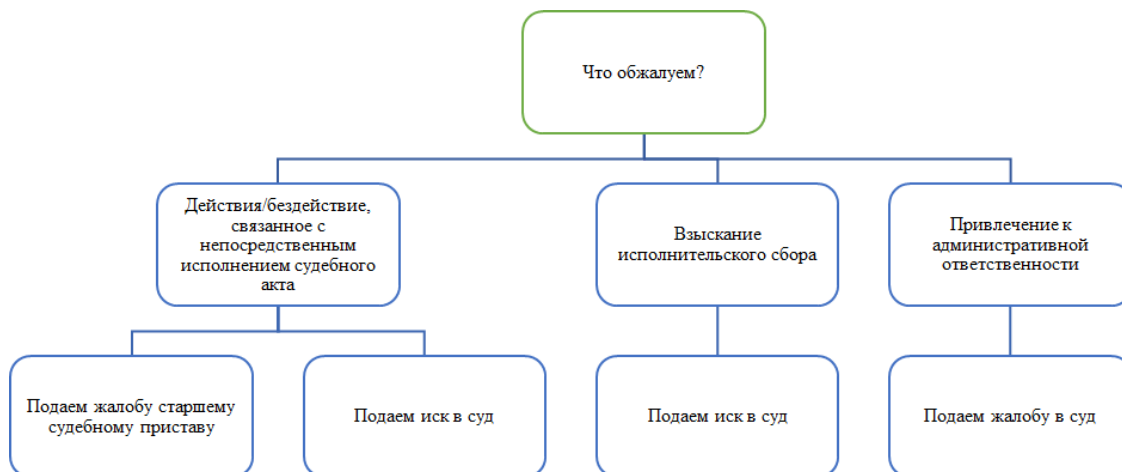 Что обжалуем?
Действия/бездействие,
связанное с
непосредственным
исполнением судебного
акта
Взыскание
исполнительского сбора
Привлечение к
административной
ответственности
Подаем жалобу старшему
судебному приставу
Подаем иск в суд
Подаем иск в суд
Подаем жалобу в суд